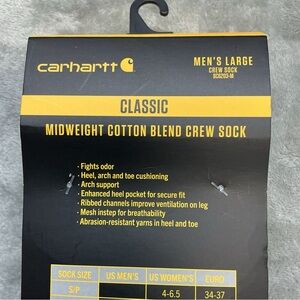 carhartt
MEN'S LARGE
CREW SOCK
SC6203-M
CLASSIC
MIDWEIGHT COTTON BLEND CREW SOCK
· Fights odor
· Heel, arch and toe cushioning
· Arch support
· Enhanced heel pocket for secure fit
· Ribbed channels improve ventilation on leg
· Mesh instep for breathability
· Abrasion-resistant yarns in heel and toe
SOCK SIZE US MEN'S US WOMEN'S EURO
S/P 4-6.5 34-37